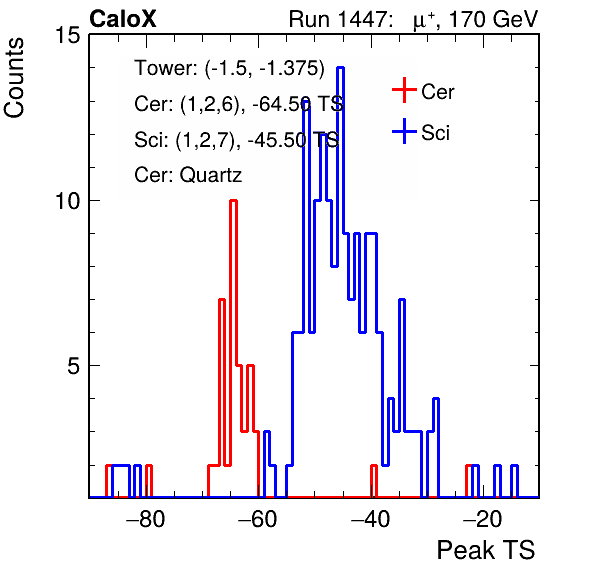 CaloX Run 1447: μ⁺, 170 GeV
Counts
15
10
5
Tower: (-1.5, -1.375)
Cer: (1,2,6), -64.50 TS
Sci: (1,2,7), -45.50 TS
Cer: Quartz
Cer
Sci
−80 −60 −40 −20
Peak TS